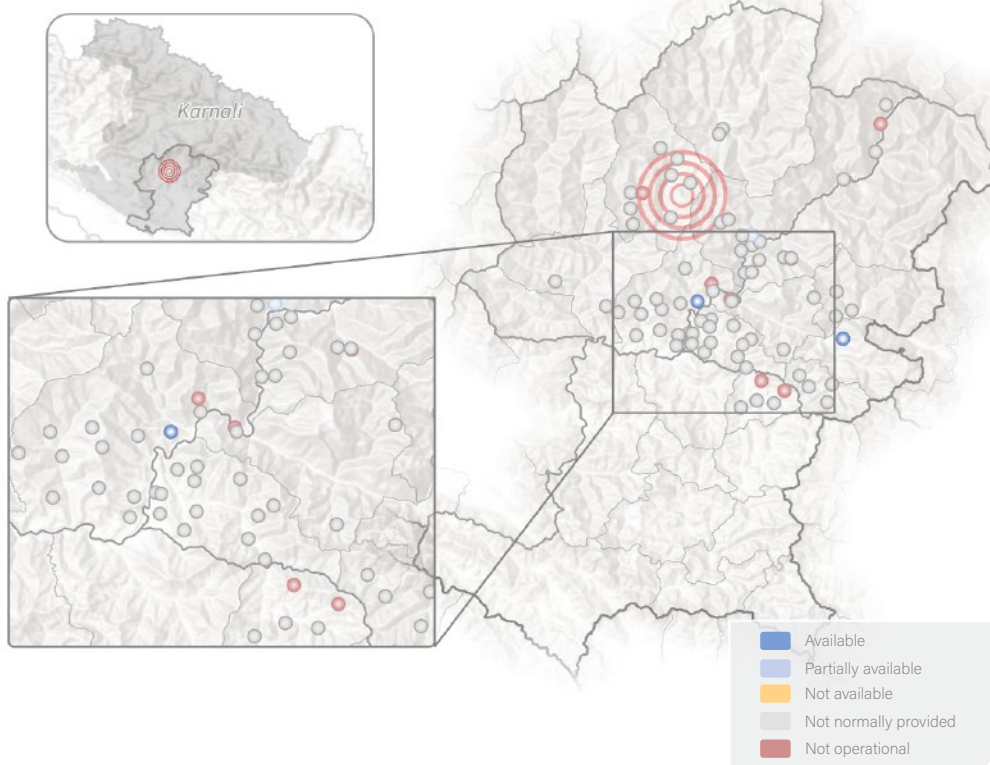 Karnali
Available
Partially available
Not available
Not normally provided
Not operational